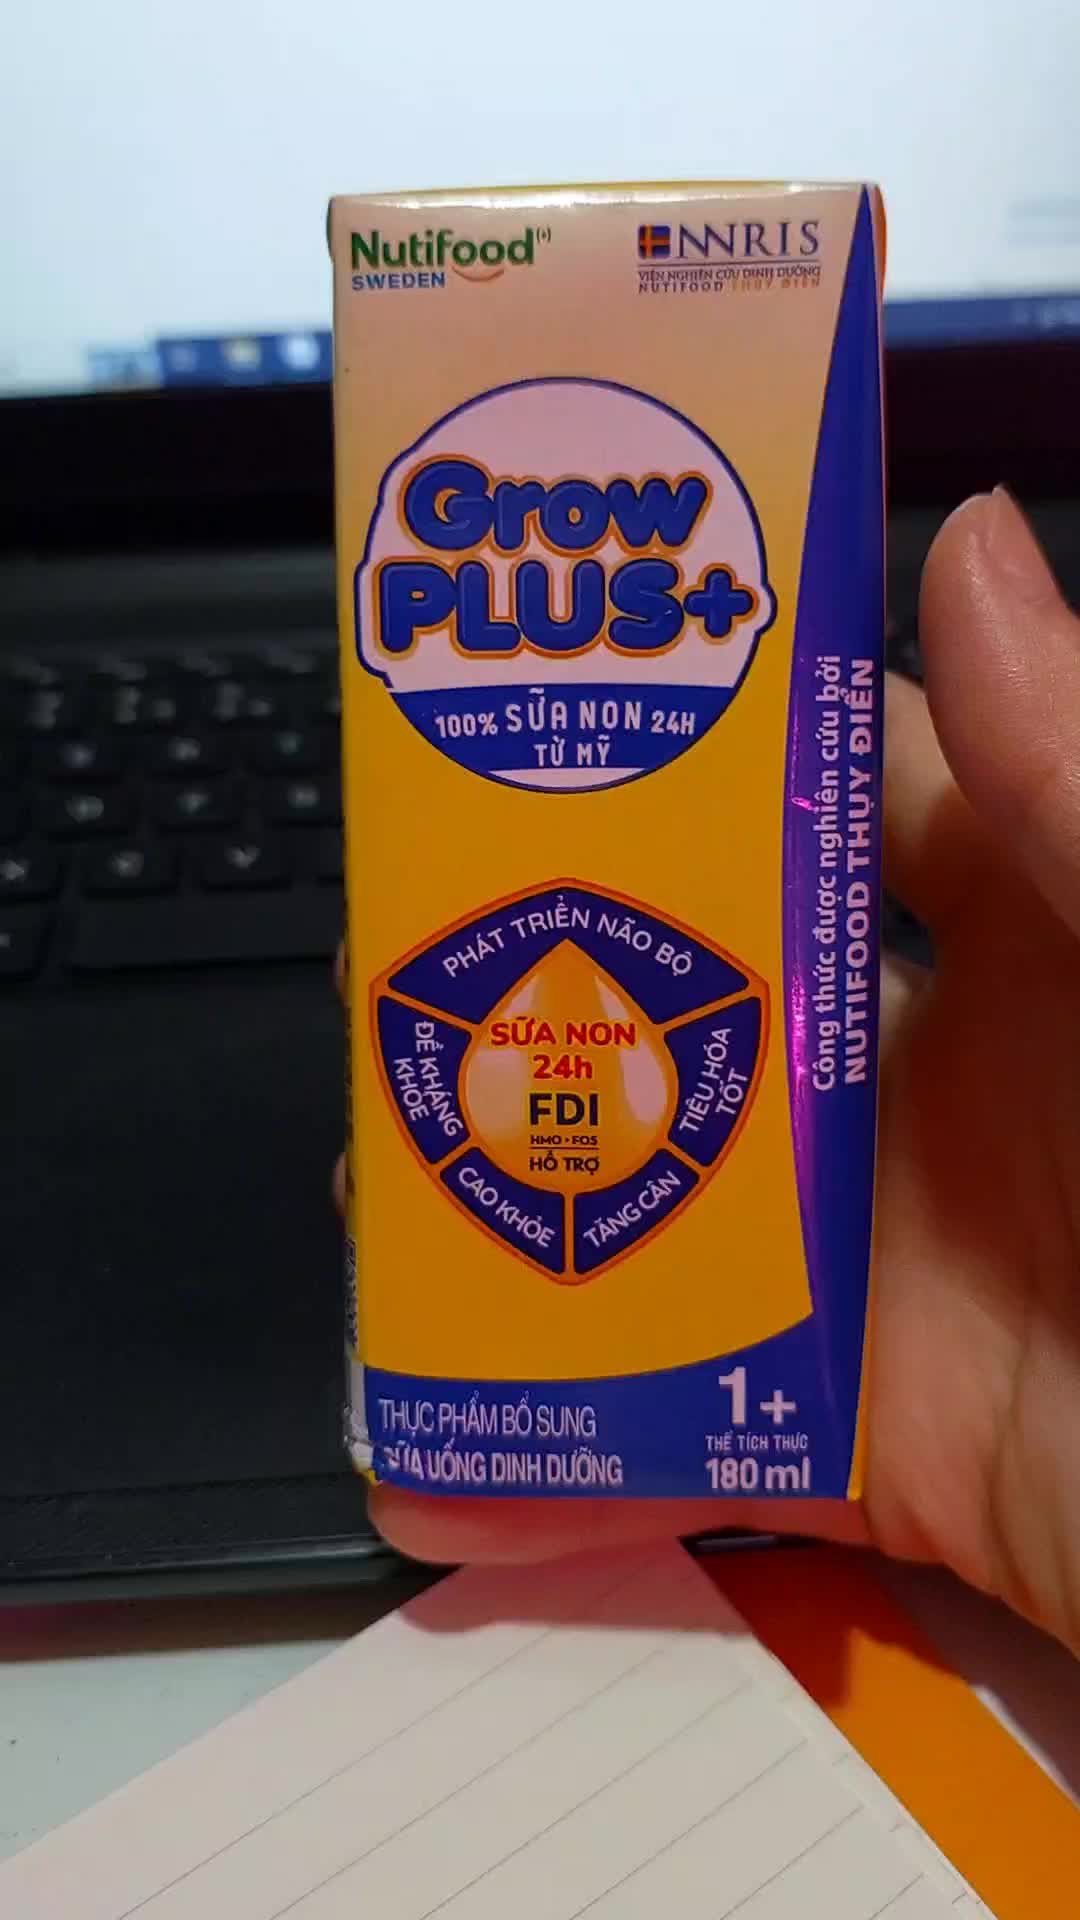 Nutifood
SWEDEN
NNRIS
VIỆN NGHIÊN CỨU DINH DƯỠNG
NUTIFOOD THỤY ĐIỂN
Grow
PLUS+
100% SỮA NON 24H
TỪ MỸ
Công thức được nghiên cứu bởi
NUTIFOOD THỤY ĐIỂN
PHÁT TRIỂN NÃO BỘ
ĐỀ KHÁNG
KHỎE
SỮA NON
24h
FDI
HMO - FOS
HỖ TRỢ
TIÊU HÓA
TỐT
CAO KHỎE
TĂNG CÂN
THỰC PHẨM BỔ SUNG
SỮA UỐNG DINH DƯỠNG
1+
THỂ TÍCH THỰC
180 ml